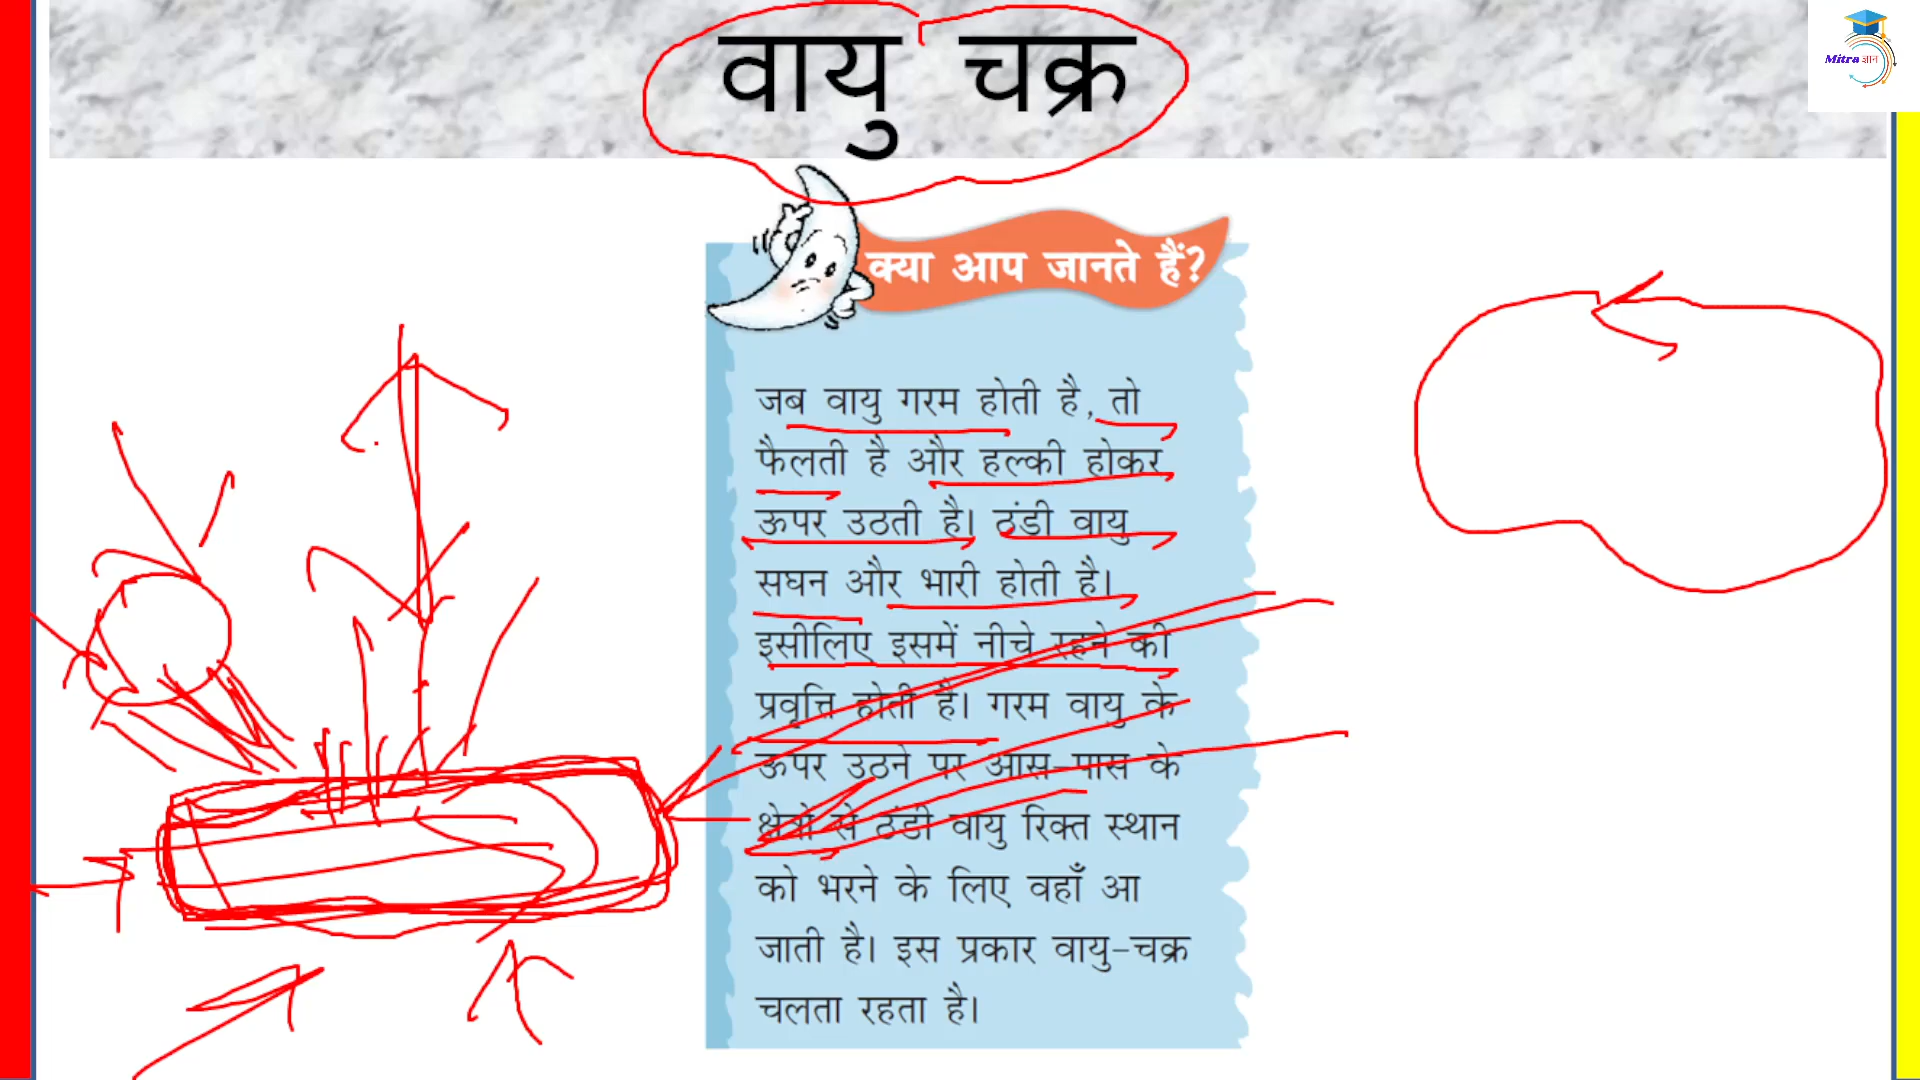 वायु चक्र
Mitra ज्ञान
क्या आप जानते हैं?
जब वायु गरम होती है, तो
फैलती है और हल्की होकर
ऊपर उठती है। ठंडी वायु
सघन और भारी होती है।
इसीलिए इसमें नीचे रहने की
प्रवृत्ति होती है। गरम वायु के
ऊपर उठने पर आस-पास के
क्षेत्रों से ठंडी वायु रिक्त स्थान
को भरने के लिए वहाँ आ
जाती है। इस प्रकार वायु-चक्र
चलता रहता है।